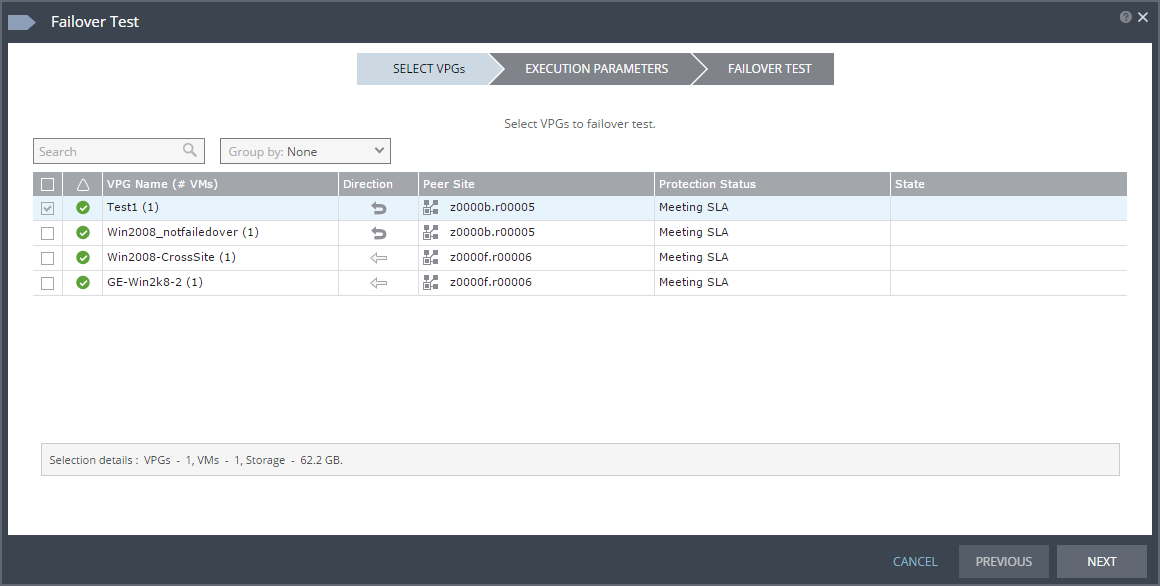 Failover Test
SELECT VPGs EXECUTION PARAMETERS FAILOVER TEST
Select VPGs to failover test.
Search Group by: None
VPG Name (# VMs) Direction Peer Site Protection Status State
Test1 (1) z0000b.r00005 Meeting SLA
Win2008_notfailedover (1) z0000b.r00005 Meeting SLA
Win2008-CrossSite (1) z0000f.r00006 Meeting SLA
GE-Win2k8-2 (1) z0000f.r00006 Meeting SLA
Selection details : VPGs - 1, VMs - 1, Storage - 62.2 GB.
CANCEL PREVIOUS NEXT